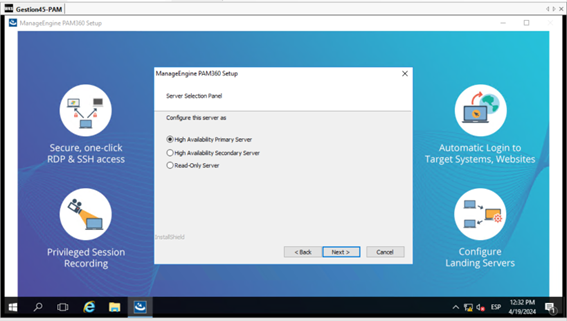 Gestion45-PAM
ManageEngine PAM360 Setup
ManageEngine PAM360 Setup
Server Selection Panel
Configure this server as
High Availability Primary Server
High Availability Secondary Server
Read-Only Server
InstallShield
< Back
Next >
Cancel
Secure, one-click
RDP & SSH access
Privileged Session
Recording
Automatic Login to
Target Systems, Websites
Configure
Landing Servers
ESP
12:32 PM
4/19/2024
1